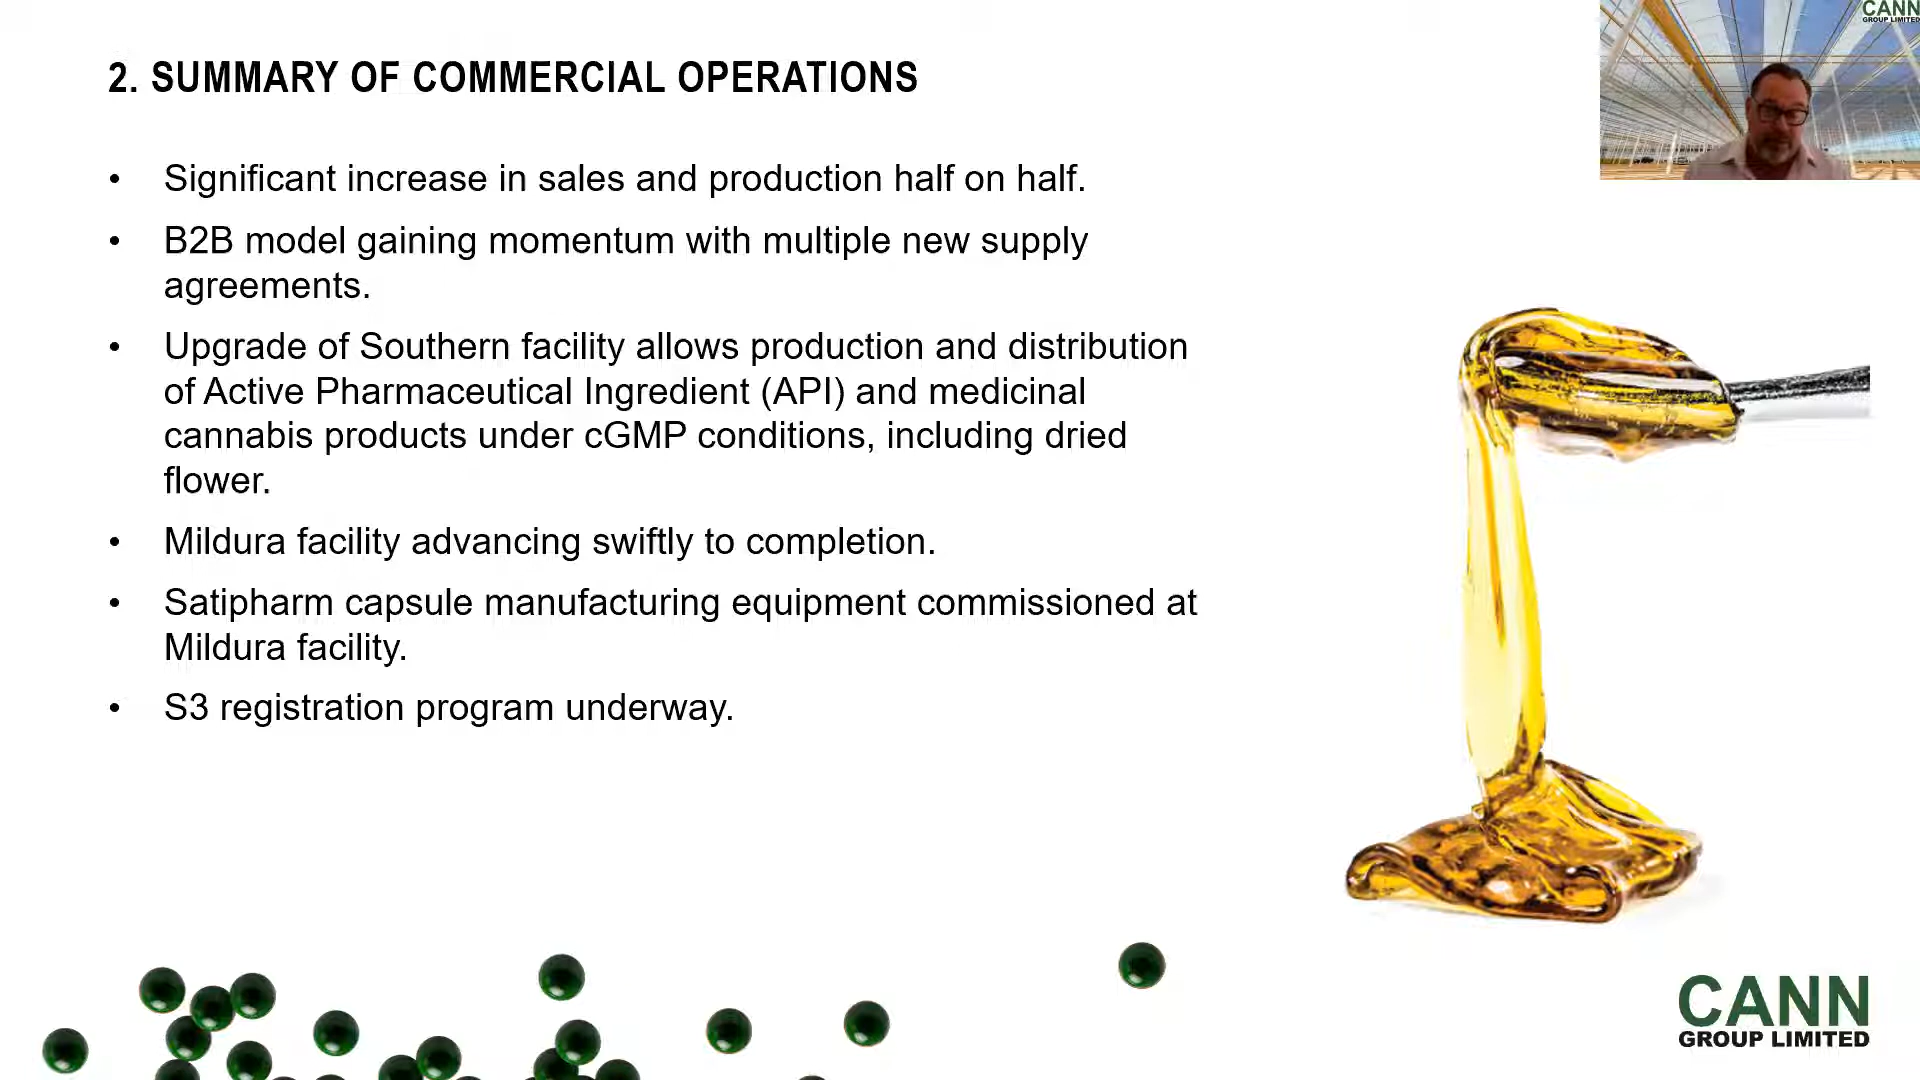 CANN
GROUP LIMITED
2. SUMMARY OF COMMERCIAL OPERATIONS
• Significant increase in sales and production half on half.
• B2B model gaining momentum with multiple new supply
agreements.
• Upgrade of Southern facility allows production and distribution
of Active Pharmaceutical Ingredient (API) and medicinal
cannabis products under cGMP conditions, including dried
flower.
• Mildura facility advancing swiftly to completion.
• Satipharm capsule manufacturing equipment commissioned at
Mildura facility.
• S3 registration program underway.
CANN
GROUP LIMITED